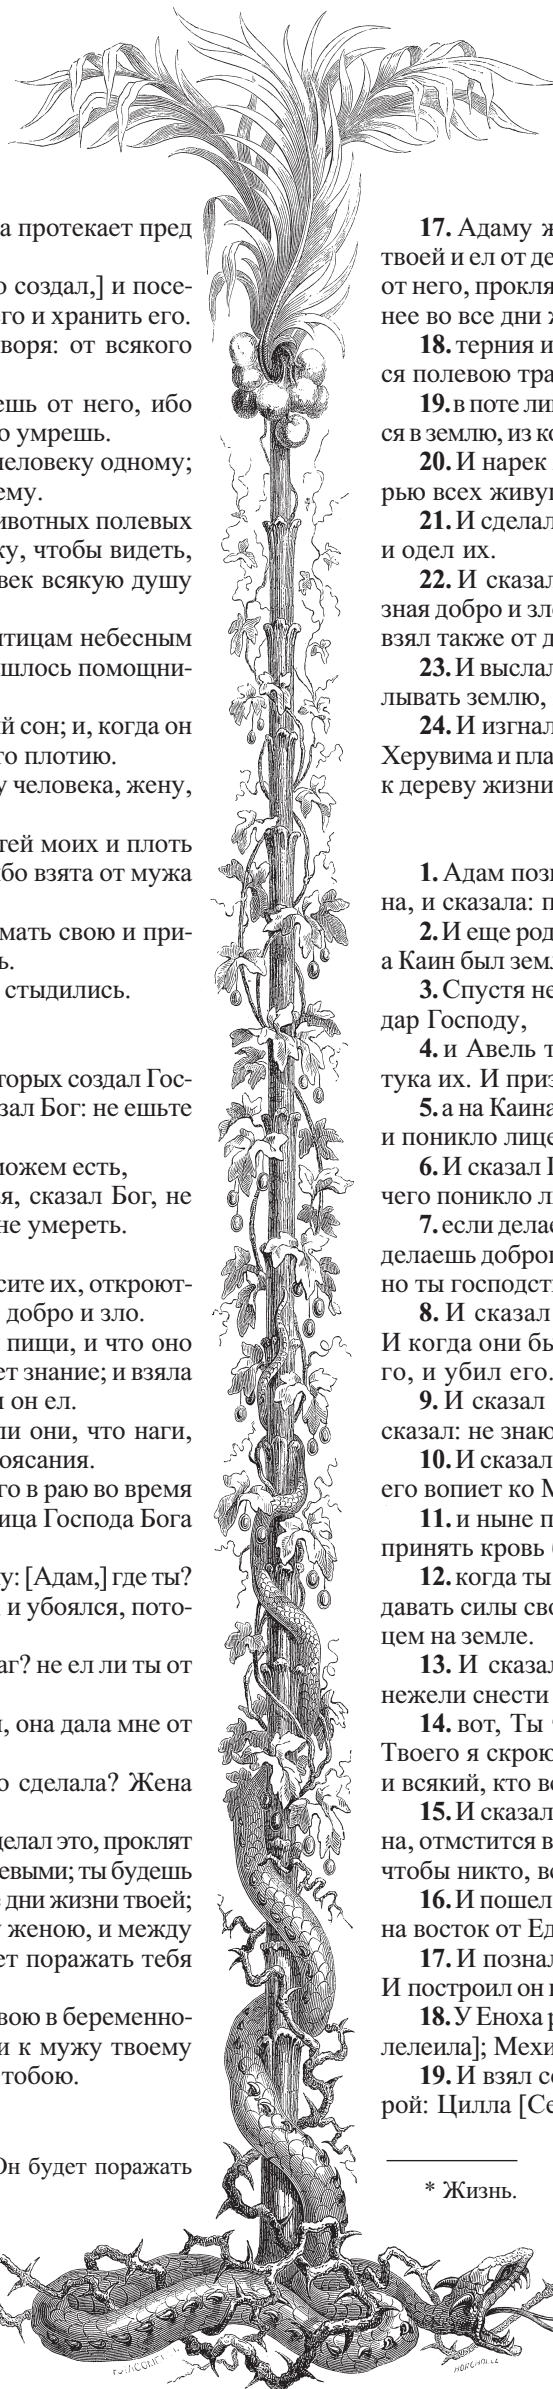 а протекает пред
о создал,] и посе-
его и хранить его.
воря: от всякого
ешь от него, ибо
ю умрешь.
человеку одному;
ему.
ивотных полевых
ку, чтобы видеть,
век всякую душу
птицам небесным
шлось помощни-
й сон; и, когда он
то плотию.
у человека, жену,
тей моих и плоть
бо взята от мужа
мать свою и при-
ь.
стыдились.
торых создал Гос-
зал Бог: не ешьте
можем есть,
я, сказал Бог, не
не умереть.
сите их, откроют-
добро и зло.
пищи, и что оно
ет знание; и взяла
и он ел.
ли они, что наги,
оясания.
го в раю во время
ица Господа Бога
у: [Адам,] где ты?
и убоялся, пото-
аг? не ел ли ты от
, она дала мне от
о сделала? Жена
делал это, проклят
евыми; ты будешь
дни жизни твоей;
у женою, и между
ет поражать тебя
вою в беременно-
и к мужу твоему
тобою.
Он будет поражать
17. Адаму ж
твоей и ел от де
от него, прокля
нее во все дни ж
18. терния и
ся полевою тра
19. в поте ли
ся в землю, из ко
20. И нарек
рью всех живу
21. И сделал
и одел их.
22. И сказал
зная добро и зл
взял также от д
23. И выслал
лывать землю,
24. И изгнал
Херувима и пла
к дереву жизни
1. Адам позн
на, и сказала: п
2. И еще род
а Каин был зем
3. Спустя не
дар Господу,
4. и Авель т
тука их. И приз
5. а на Каина
и поникло лице
6. И сказал Г
чего поникло л
7. если делае
делаешь доброг
но ты господст
8. И сказал
И когда они бы
го, и убил его.
9. И сказал
сказал: не знаю
10. И сказал
его вопиет ко М
11. и ныне п
принять кровь
12. когда ты
давать силы сво
цем на земле.
13. И сказал
нежели снести
14. вот, Ты
Твоего я скрою
и всякий, кто вс
15. И сказал
на, отмстится в
чтобы никто, вс
16. И пошел
на восток от Ед
17. И познал
И построил он
18. У Еноха р
лелеила]; Мехи
19. И взял се
рой: Цилла [Се
* Жизнь.